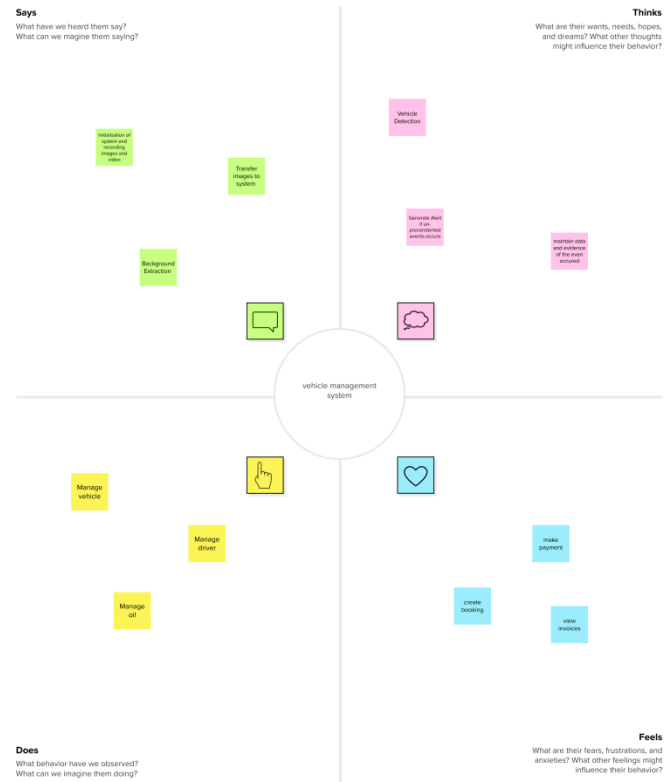 Says
What have we heard them say?
What can we magine them saying?
Thinks
What are their wants, needs, hopes,
and dreams? What other thoughts
might influence their behavior?
Initialisation of
system and
recording
images and
video
Transfer
images to
system
Background
Extraction
Vehicle
Detection
Generate Alert
if un-
precendented
events occurs
maintain data
and evidence
of the even
occured
vehicle management
system
Manage
vehicle
Manage
driver
Manage
oil
make
payment
create
booking
view
invoices
Does
What behavior have we observed?
What can we imagine them doing?
Feels
What are their fears, frustrations, and
anxieties? What other feelings might
influence their behavior?